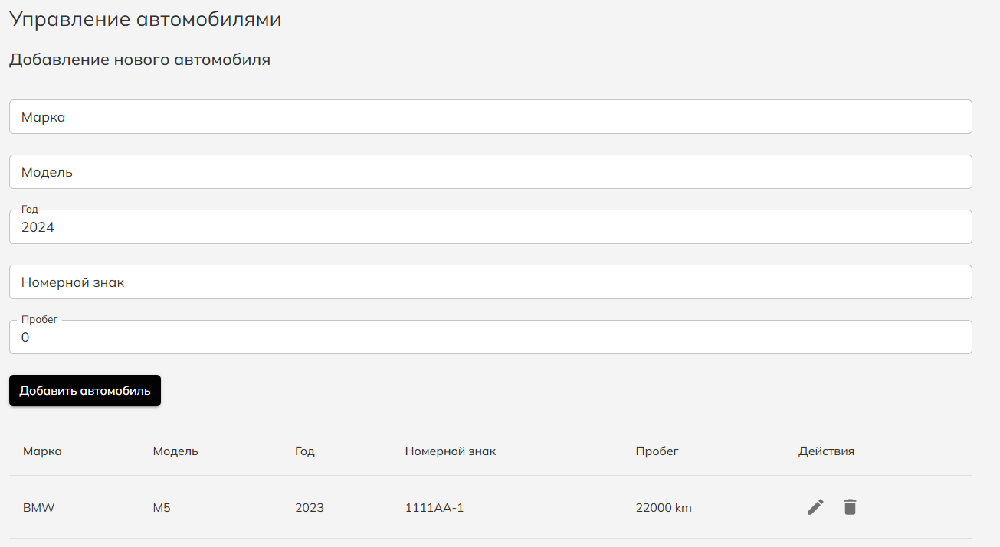 Управление автомобилями
Добавление нового автомобиля
Марка
Модель
Год
2024
Номерной знак
Пробег
0
Добавить автомобиль
Марка Модель Год Номерной знак Пробег Действия
BMW M5 2023 1111AA-1 22000 km